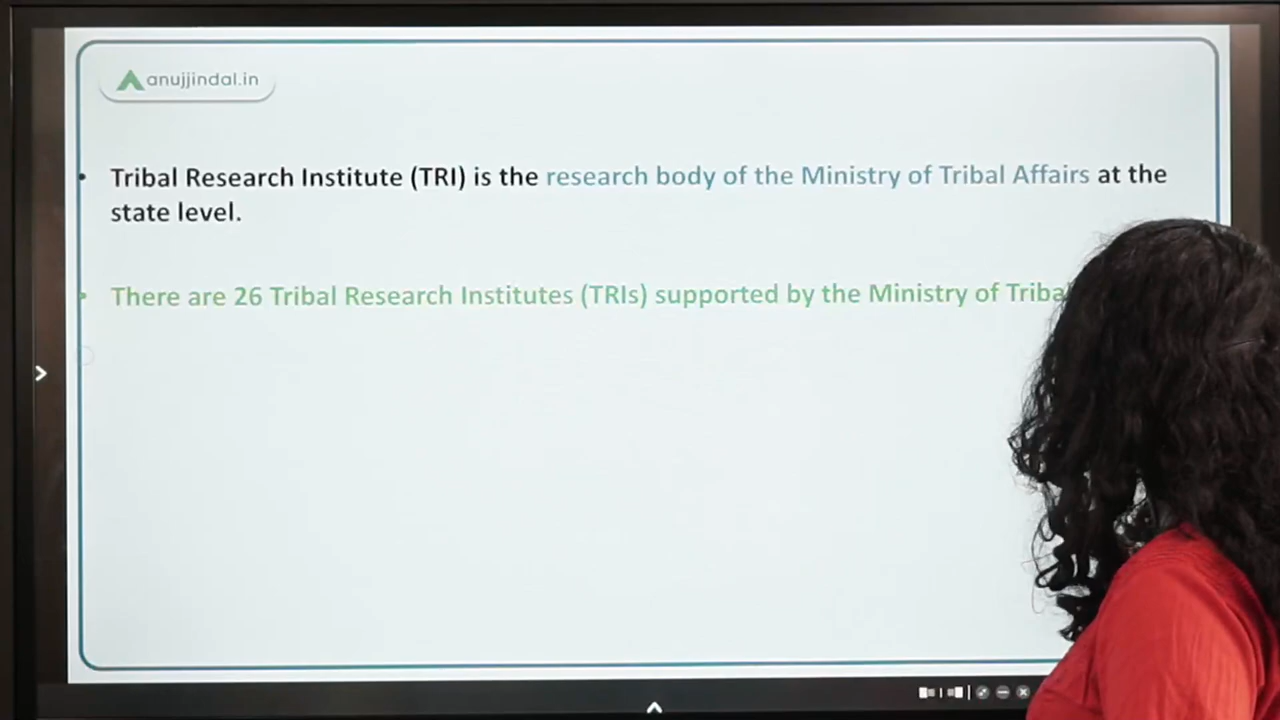 anujjindal.in
• Tribal Research Institute (TRI) is the research body of the Ministry of Tribal Affairs at the
state level.
• There are 26 Tribal Research Institutes (TRIs) supported by the Ministry of